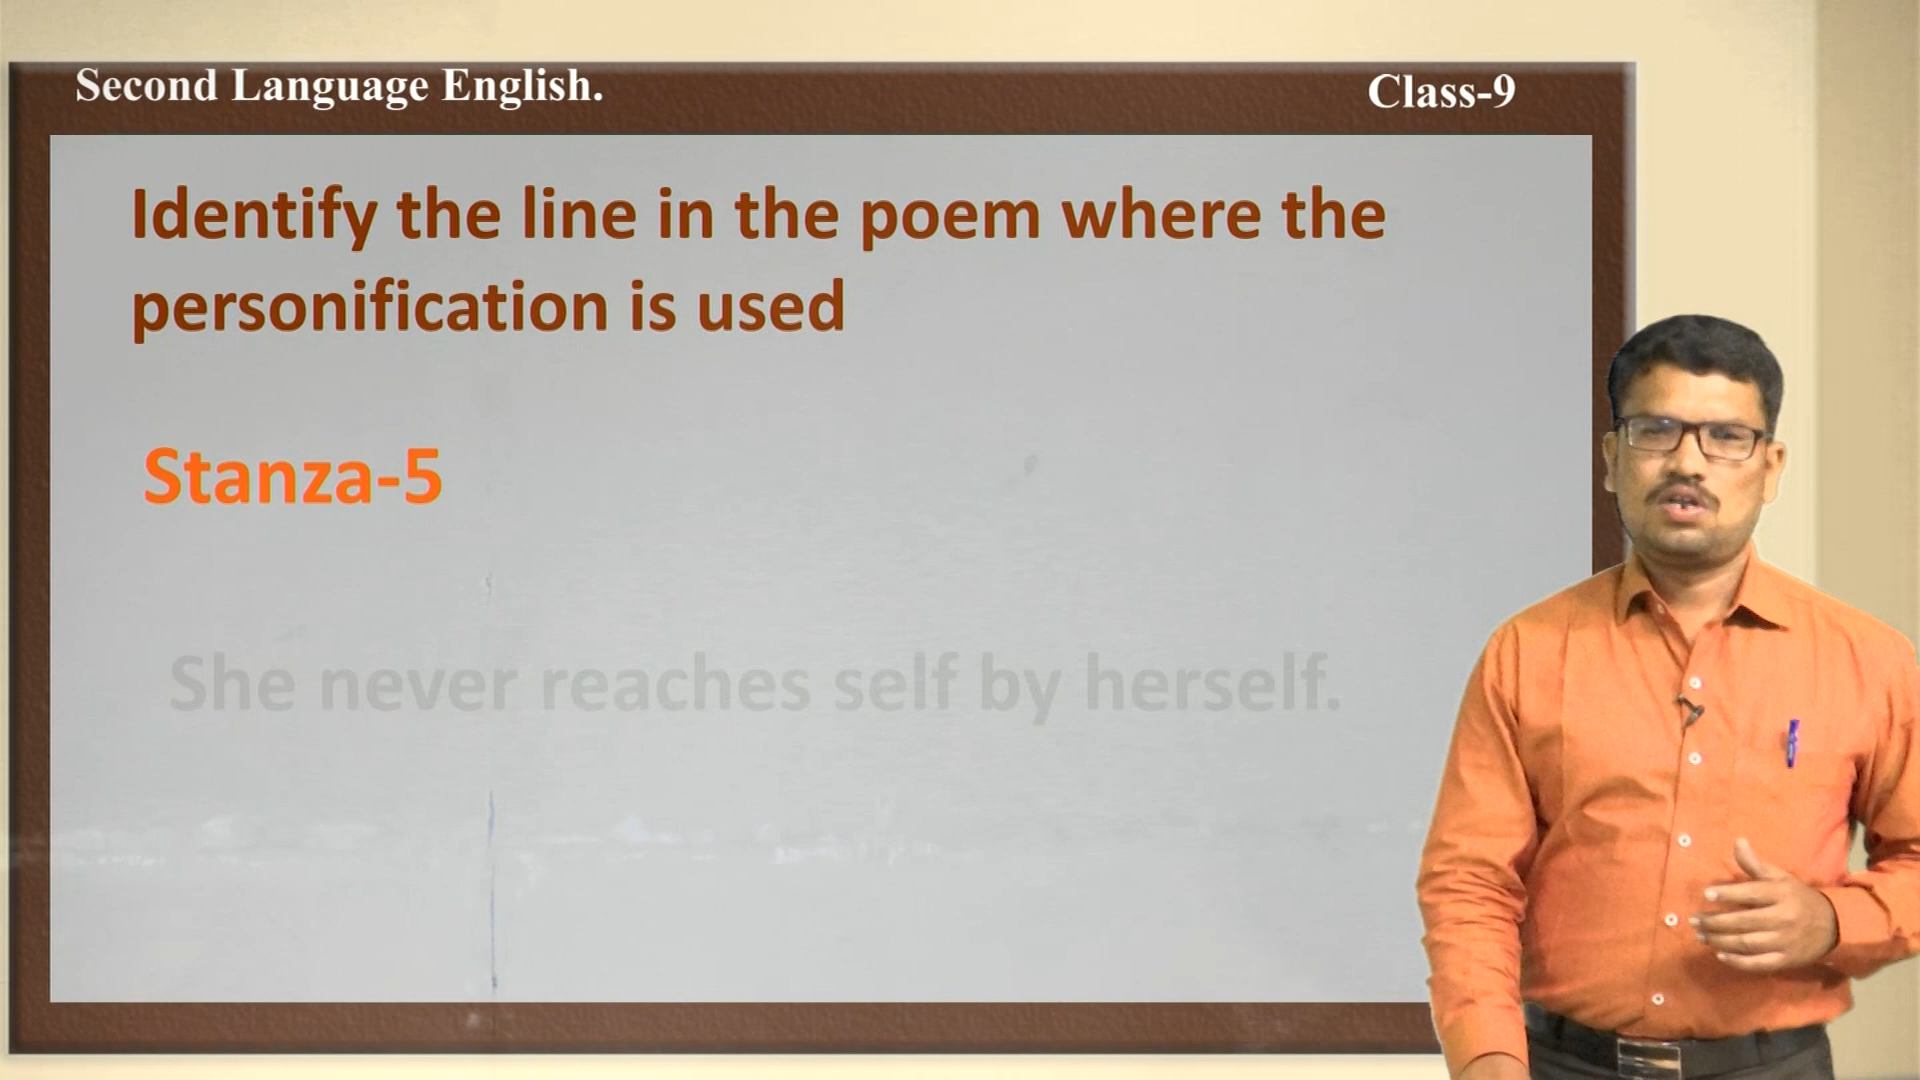 Second Language English.
Class-9
Identify the line in the poem where the
personification is used
Stanza-5
She never reaches self by herself.